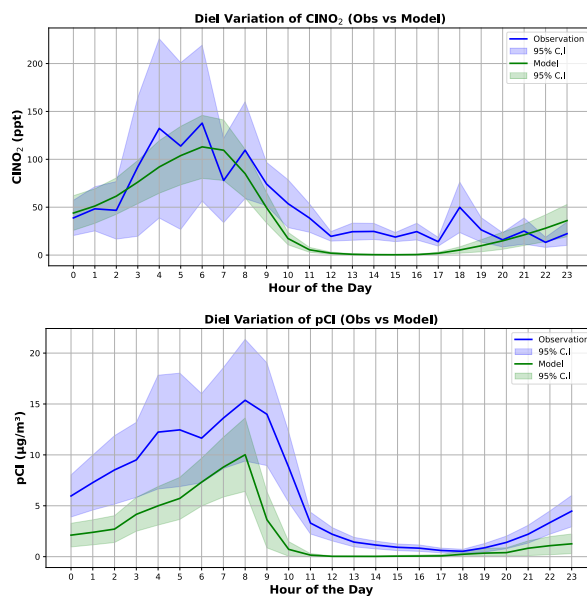 Diel Variation of ClNO₂ (Obs vs Model)
Observation
95% C.I
Model
95% C.I
ClNO₂ (ppt)
200
150
100
50
0
0 1 2 3 4 5 6 7 8 9 10 11 12 13 14 15 16 17 18 19 20 21 22 23
Hour of the Day
Diel Variation of pCl (Obs vs Model)
Observation
95% C.I
Model
95% C.I
pCl (μg/m³)
20
15
10
5
0
0 1 2 3 4 5 6 7 8 9 10 11 12 13 14 15 16 17 18 19 20 21 22 23
Hour of the Day